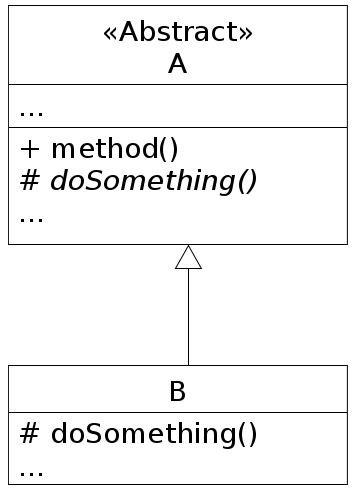 «Abstract»
A
...
+ method()
# doSomething()
...
B
# doSomething()
...